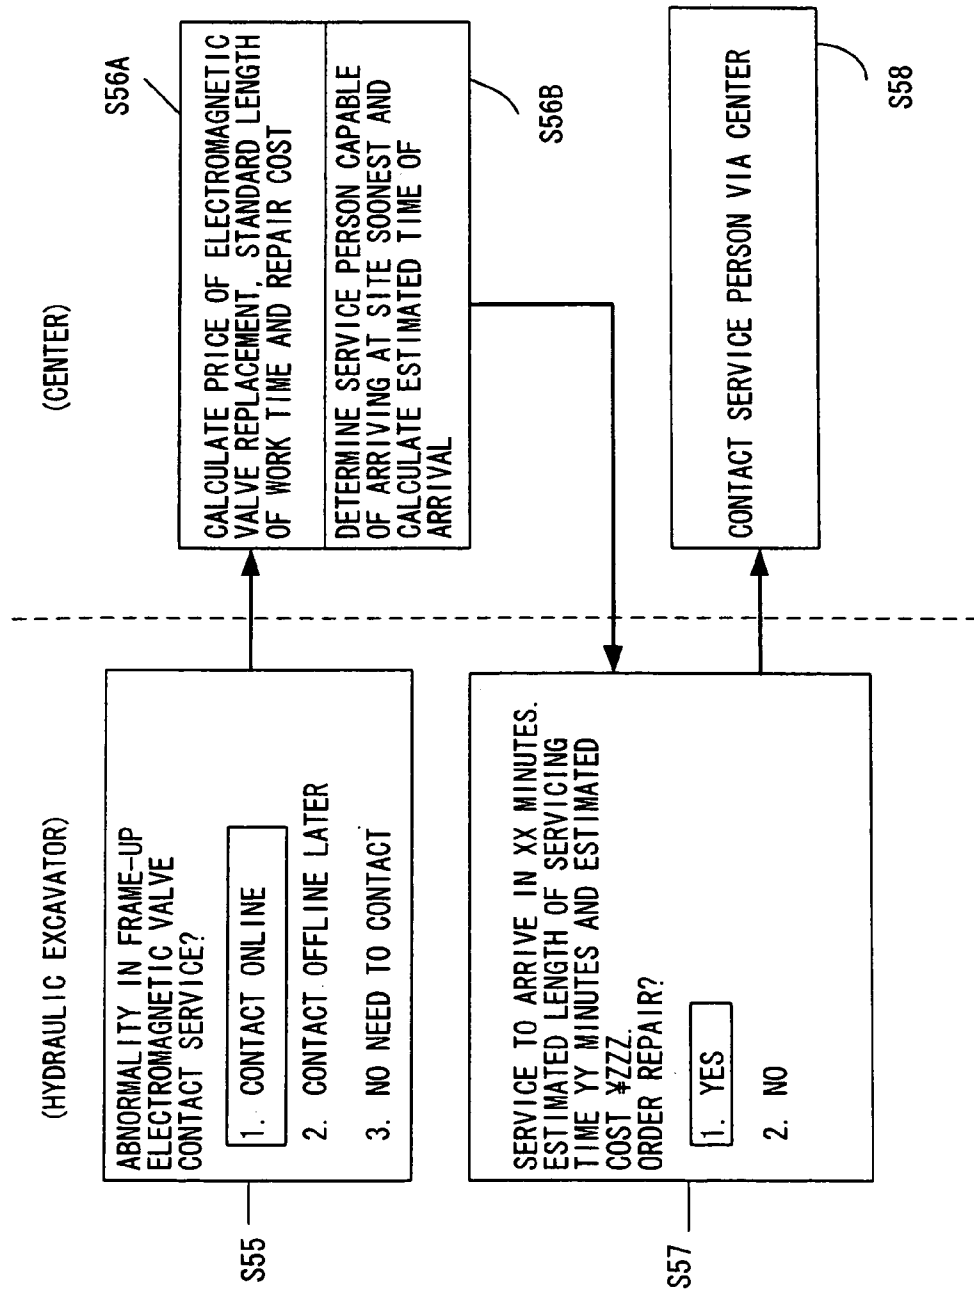 (HYDRAULIC EXCAVATOR)
(CENTER)
S55
ABNORMALITY IN FRAME-UP
ELECTROMAGNETIC VALVE
CONTACT SERVICE?
1. CONTACT ONLINE
2. CONTACT OFFLINE LATER
3. NO NEED TO CONTACT
S56A
CALCULATE PRICE OF ELECTROMAGNETIC
VALVE REPLACEMENT, STANDARD LENGTH
OF WORK TIME AND REPAIR COST
DETERMINE SERVICE PERSON CAPABLE
OF ARRIVING AT SITE SOONEST AND
CALCULATE ESTIMATED TIME OF
ARRIVAL
S56B
S57
SERVICE TO ARRIVE IN XX MINUTES.
ESTIMATED LENGTH OF SERVICING
TIME YY MINUTES AND ESTIMATED
COST ¥ZZZ.
ORDER REPAIR?
1. YES
2. NO
CONTACT SERVICE PERSON VIA CENTER
S58